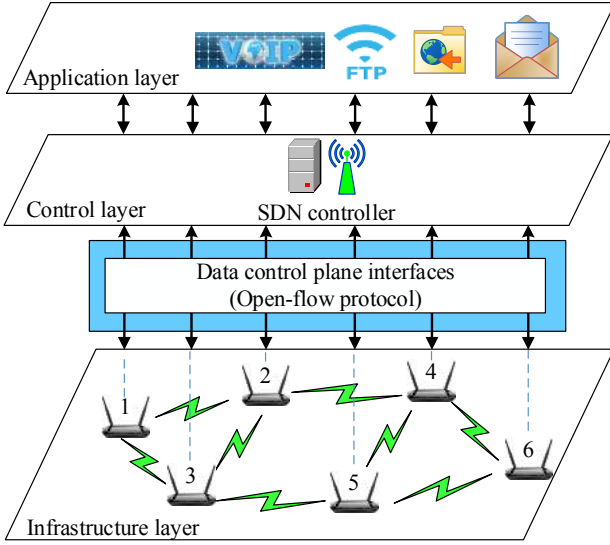 VOIP
FTP
Application layer
Control layer
SDN controller
Data control plane interfaces
(Open-flow protocol)
1
2
3
4
5
6
Infrastructure layer